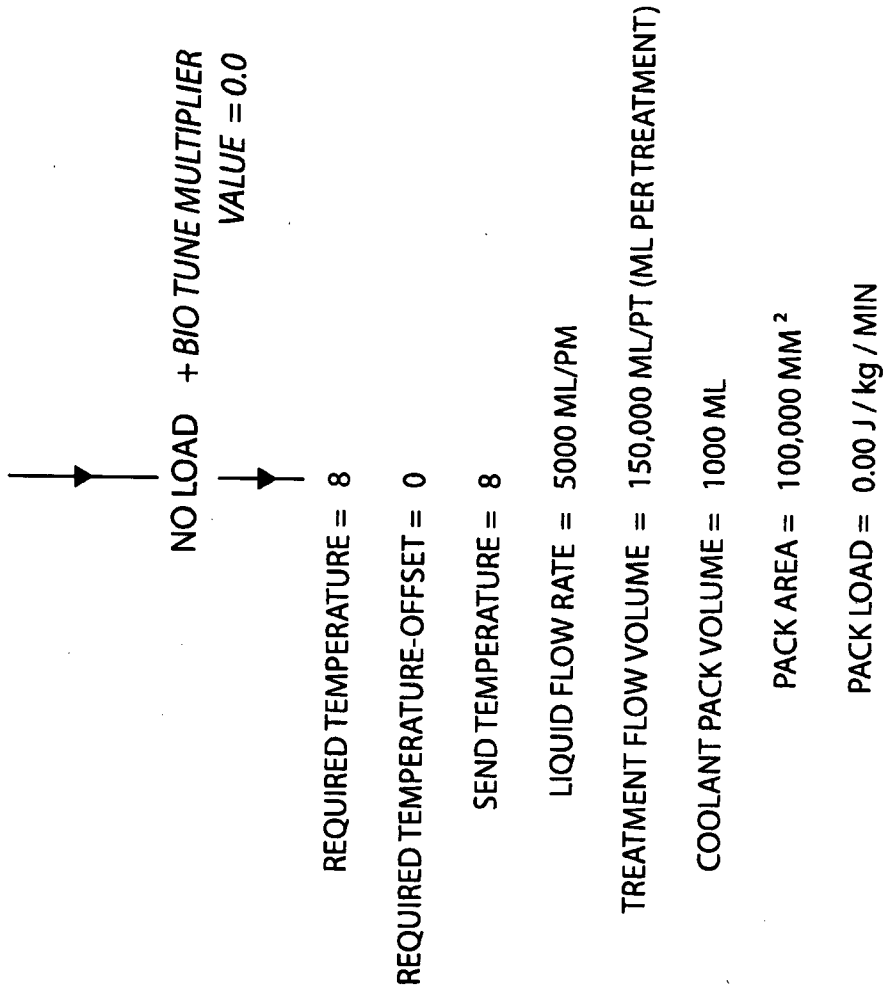 NO LOAD + BIO TUNE MULTIPLIER
VALUE = 0.0
REQUIRED TEMPERATURE = 8
REQUIRED TEMPERATURE-OFFSET = 0
SEND TEMPERATURE = 8
LIQUID FLOW RATE = 5000 ML/PM
TREATMENT FLOW VOLUME = 150,000 ML/PT (ML PER TREATMENT)
COOLANT PACK VOLUME = 1000 ML
PACK AREA = 100,000 MM²
PACK LOAD = 0.00 J / kg / MIN